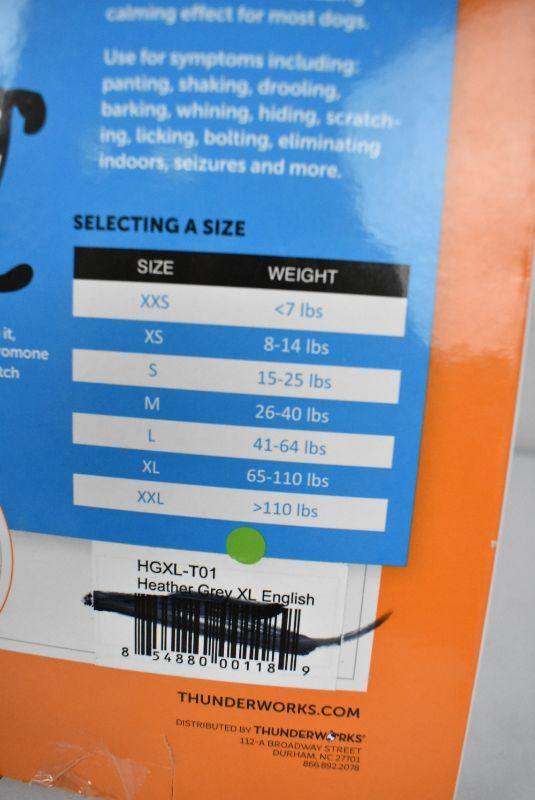 calming effect for most dogs.
Use for symptoms including:
panting, shaking, drooling,
barking, whining, hiding, scratch-
ing, licking, bolting, eliminating
indoors, seizures and more.
SELECTING A SIZE
SIZE WEIGHT
XXS <7 lbs
XS 8-14 lbs
S 15-25 lbs
M 26-40 lbs
L 41-64 lbs
XL 65-110 lbs
XXL >110 lbs
it,
romone
tch
HGXL-T01
Heather Grey XL English
8 54880 00118 9
THUNDERWORKS.COM
DISTRIBUTED BY THUNDERWORKS®
112-A BROADWAY STREET
DURHAM, NC 27701
866.892.2078